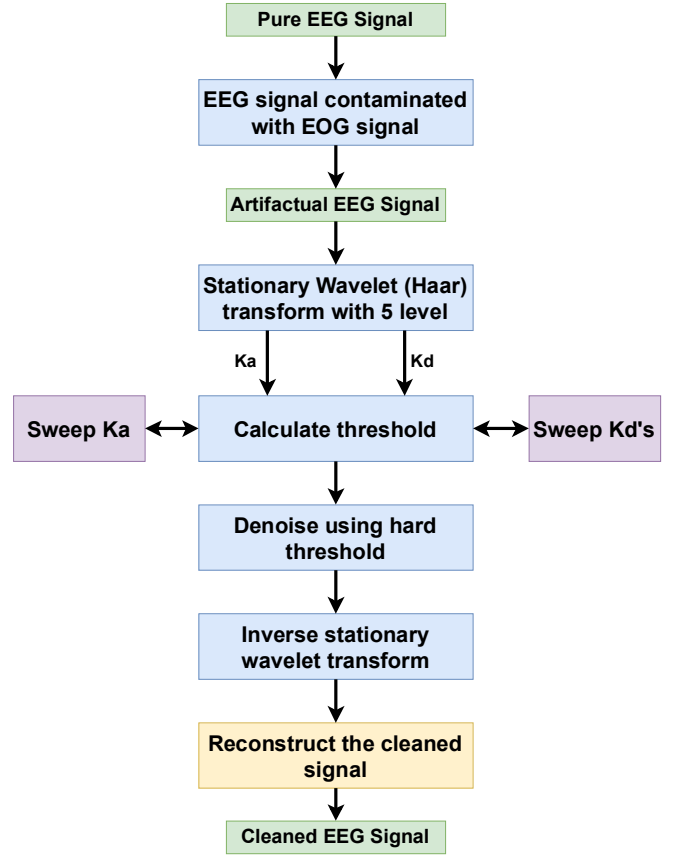 Pure EEG Signal
EEG signal contaminated
with EOG signal
Artifactual EEG Signal
Stationary Wavelet (Haar)
transform with 5 level
Ka
Kd
Sweep Ka
Calculate threshold
Sweep Kd's
Denoise using hard
threshold
Inverse stationary
wavelet transform
Reconstruct the cleaned
signal
Cleaned EEG Signal